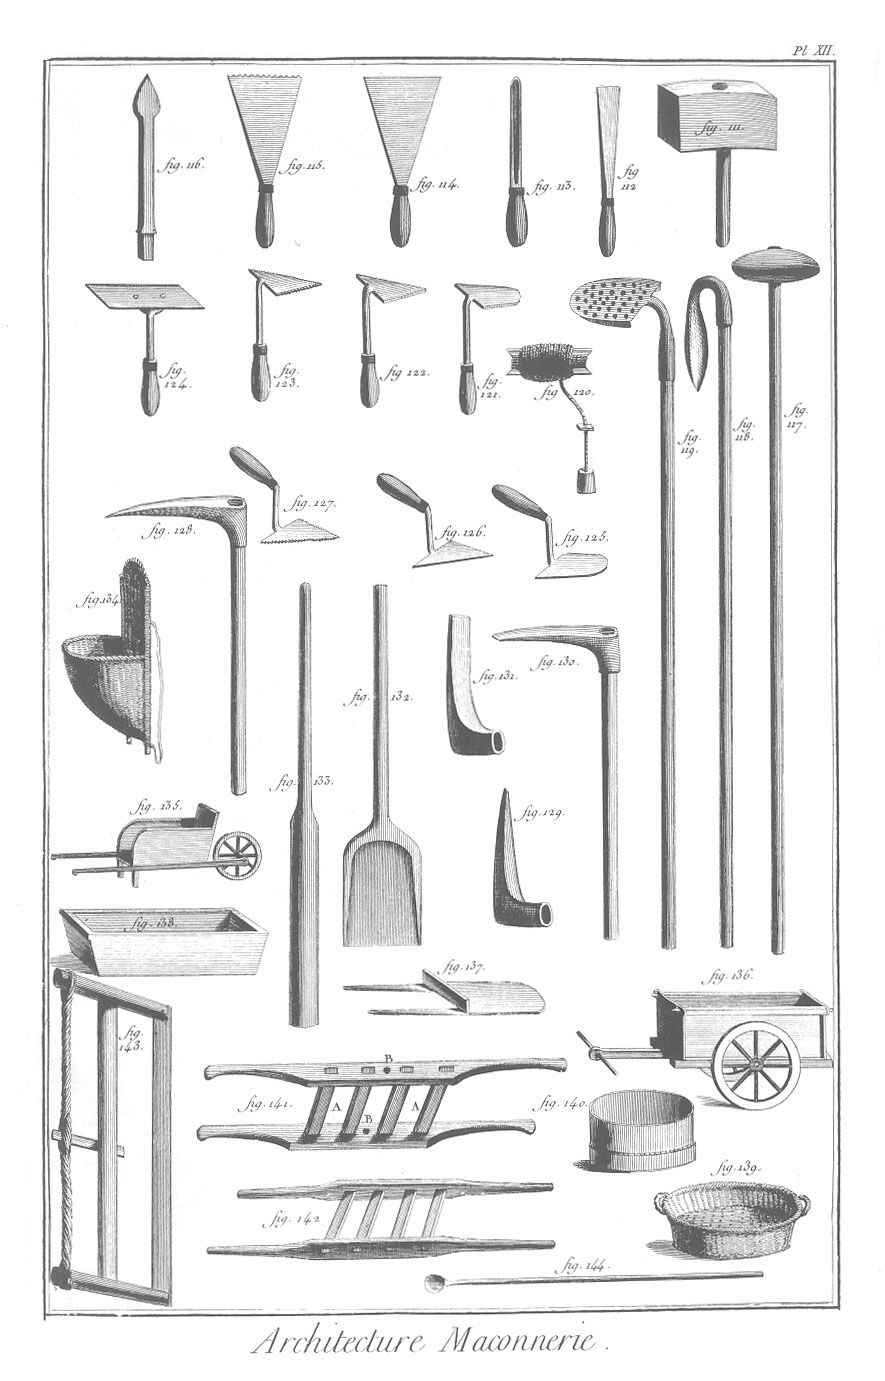 Pl XII.
fig. 116.
fig. 115.
fig. 114.
fig. 113.
fig
112
fig. 111.
fig.
124.
fig.
123.
fig 122.
fig.
121.
fig 120.
fig.
119.
fig.
118.
fig.
117.
fig. 128.
fig. 127.
fig. 126.
fig. 125.
fig. 134.
fig. 133.
fig. 132.
fig. 131.
fig. 130.
fig. 135.
fig. 129.
fig. 138.
fig. 137.
fig. 136.
fig.
143.
fig. 141.
B
A
A
B
fig. 140.
fig. 142
fig. 139.
fig. 144.
Architecture Maconnerie.